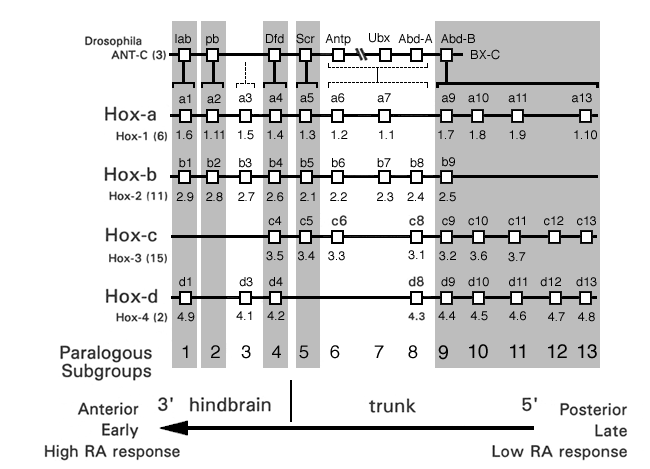 Drosophila lab pb Dfd Scr Antp Ubx Abd-A Abd-B
ANT-C (3) BX-C
a1 a2 a3 a4 a5 a6 a7 a9 a10 a11 a13
Hox-a
Hox-1 (6) 1.6 1.11 1.5 1.4 1.3 1.2 1.1 1.7 1.8 1.9 1.10
b1 b2 b3 b4 b5 b6 b7 b8 b9
Hox-b
Hox-2 (11) 2.9 2.8 2.7 2.6 2.1 2.2 2.3 2.4 2.5
c4 c5 c6 c8 c9 c10 c11 c12 c13
Hox-c
Hox-3 (15) 3.5 3.4 3.3 3.1 3.2 3.6 3.7
d1 d3 d4 d8 d9 d10 d11 d12 d13
Hox-d
Hox-4 (2) 4.9 4.1 4.2 4.3 4.4 4.5 4.6 4.7 4.8
Paralogous 1 2 3 4 5 6 7 8 9 10 11 12 13
Subgroups
3' hindbrain trunk 5'
Anterior Posterior
Early Late
High RA response Low RA response